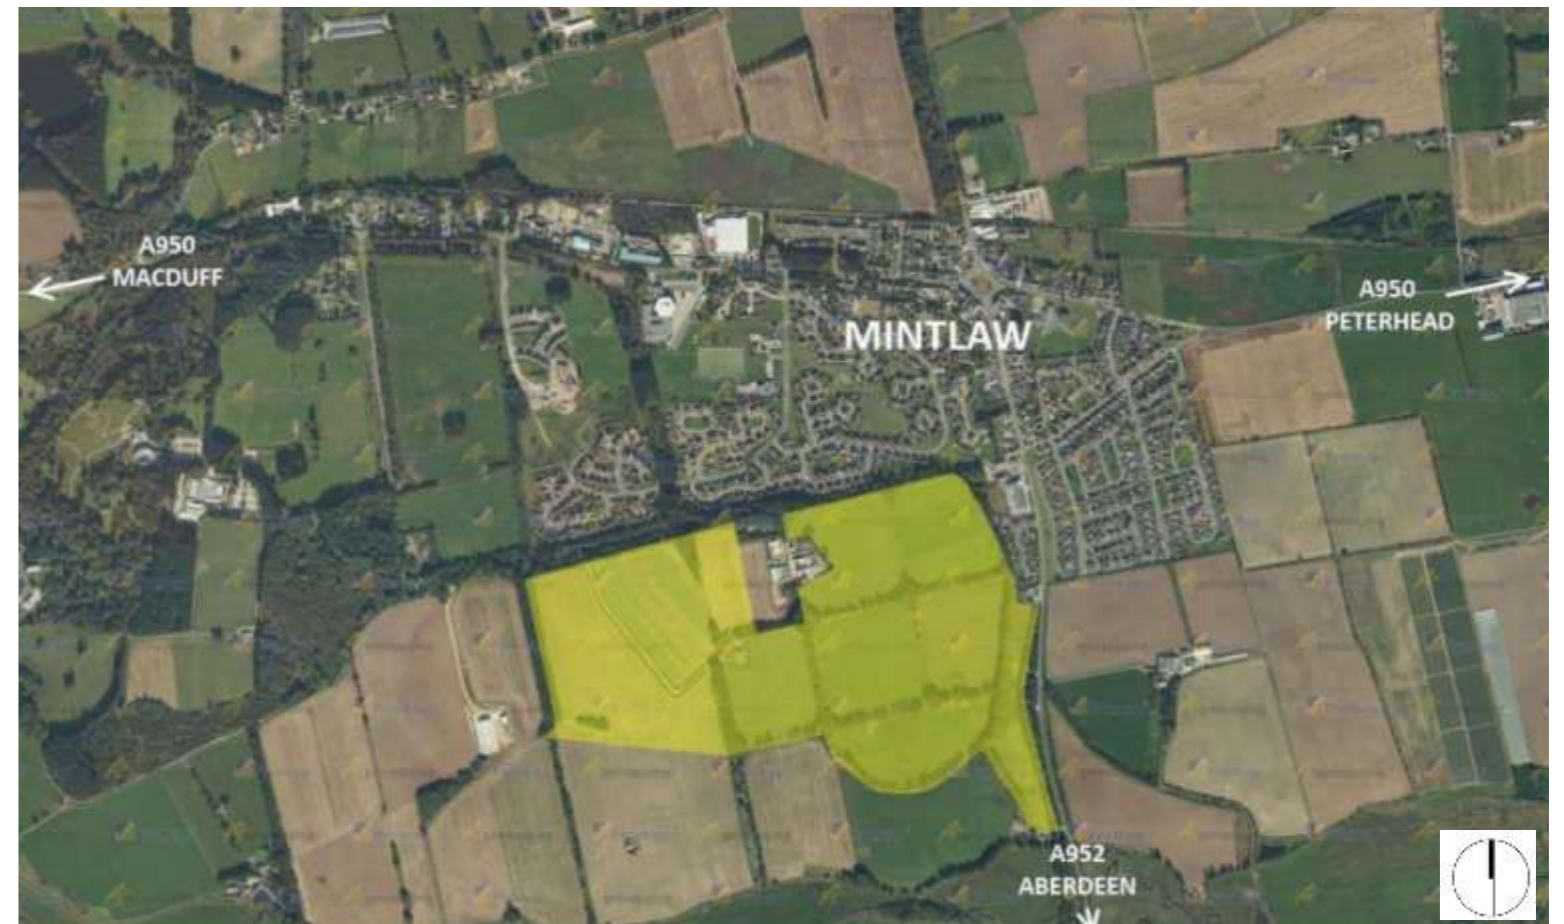 A950
MACDUFF
MINTLAW
A950
PETERHEAD
A952
ABERDEEN